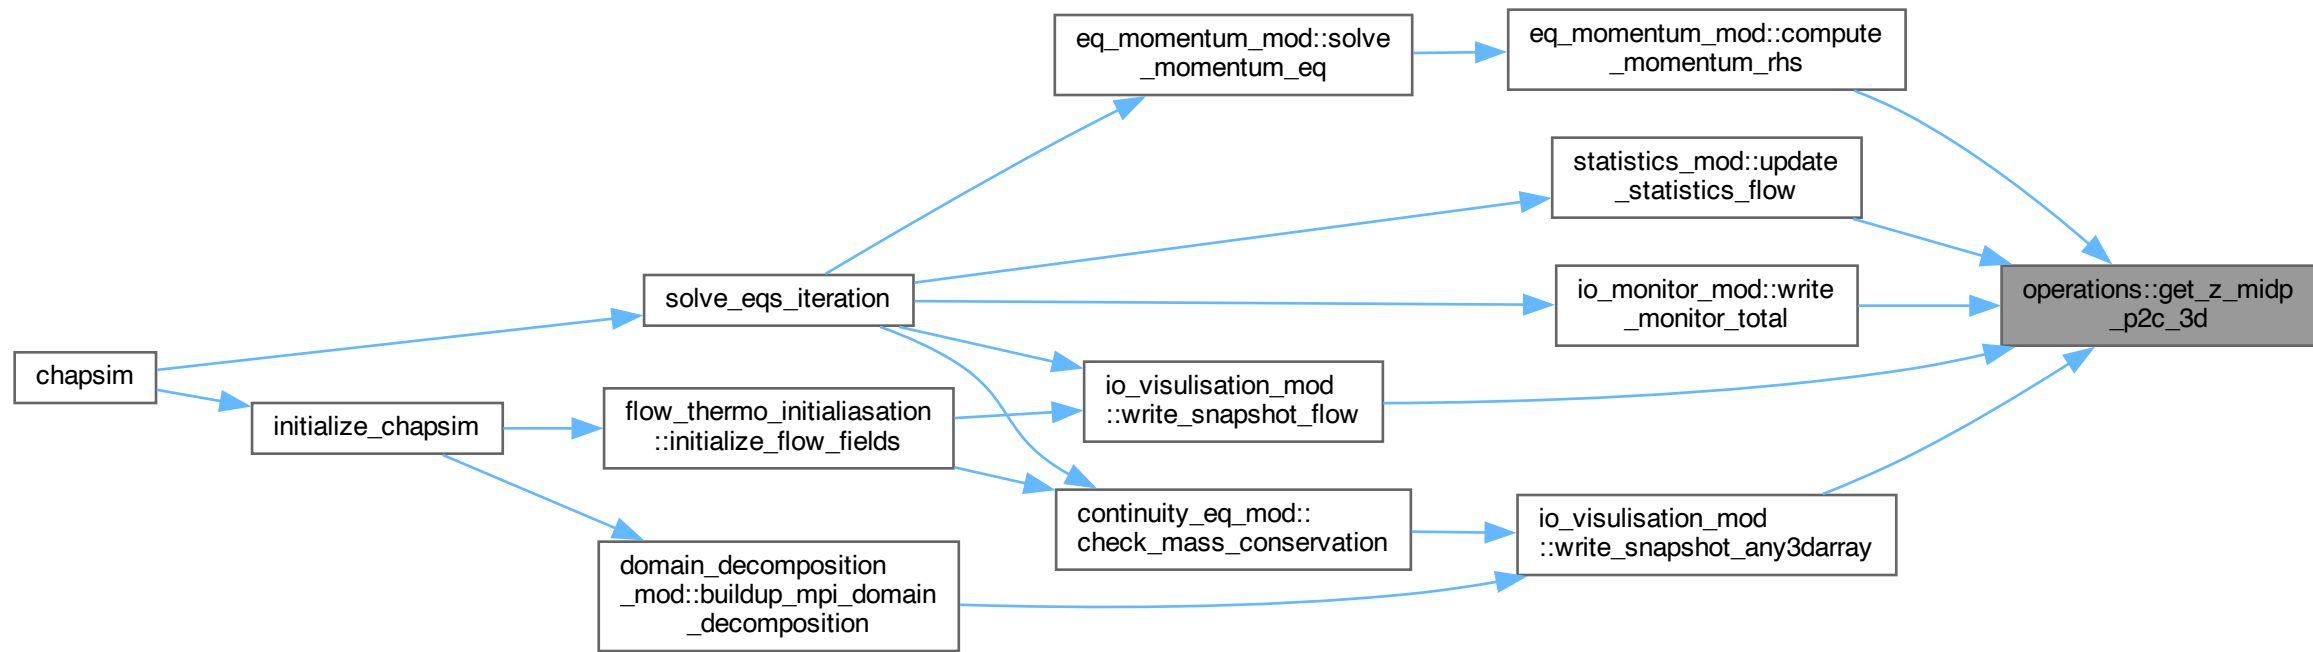 eq_momentum_mod::solve
_momentum_eq
eq_momentum_mod::compute
_momentum_rhs
statistics_mod::update
_statistics_flow
solve_eqs_iteration
io_monitor_mod::write
_monitor_total
operations::get_z_midp
_p2c_3d
chapsim
initialize_chapsim
flow_thermo_initialiasation
::initialize_flow_fields
io_visulisation_mod
::write_snapshot_flow
continuity_eq_mod::
check_mass_conservation
io_visulisation_mod
::write_snapshot_any3darray
domain_decomposition
_mod::buildup_mpi_domain
_decomposition